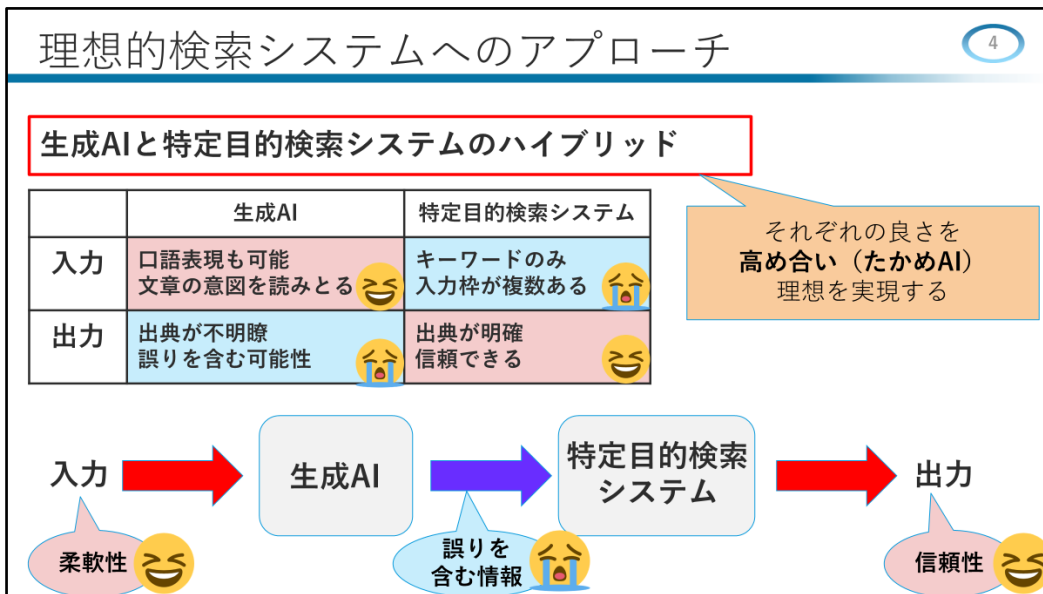 理想的検索システムへのアプローチ
4
生成AIと特定目的検索システムのハイブリッド
生成AI
特定目的検索システム
入力
口語表現も可能
文章の意図を読みとる
キーワードのみ
入力枠が複数ある
出力
出典が不明瞭
誤りを含む可能性
出典が明確
信頼できる
それぞれの良さを
高め合い（たかめAI）
理想を実現する
入力
生成AI
特定目的検索
システム
出力
柔軟性
誤りを
含む情報
信頼性